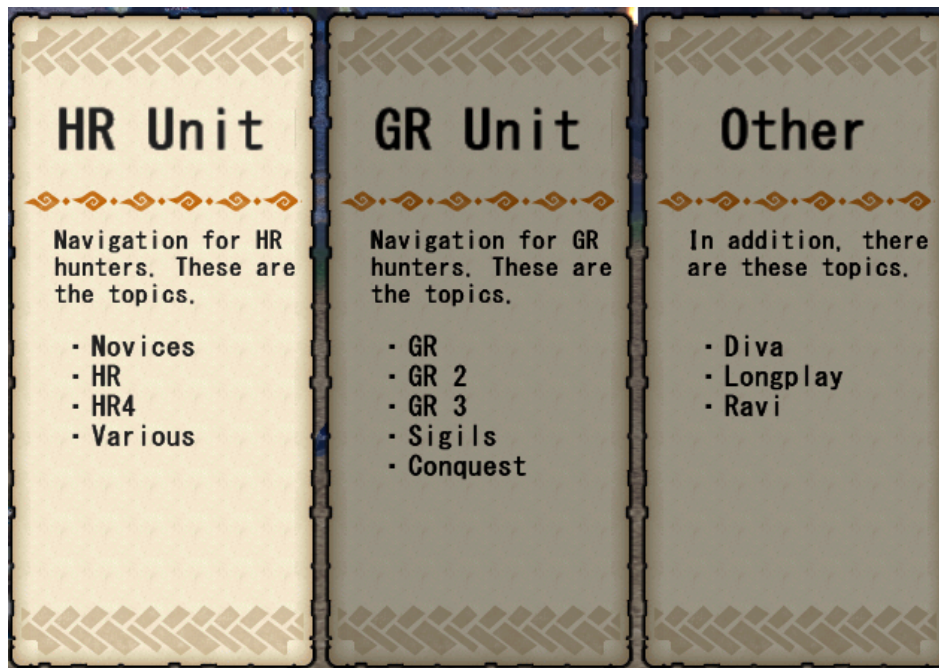 HR Unit
Navigation for HR
hunters. These are
the topics.
・Novices
・HR
・HR4
・Various
GR Unit
Navigation for GR
hunters. These are
the topics.
・GR
・GR 2
・GR 3
・Sigils
・Conquest
Other
In addition, there
are these topics.
・Diva
・Longplay
・Ravi